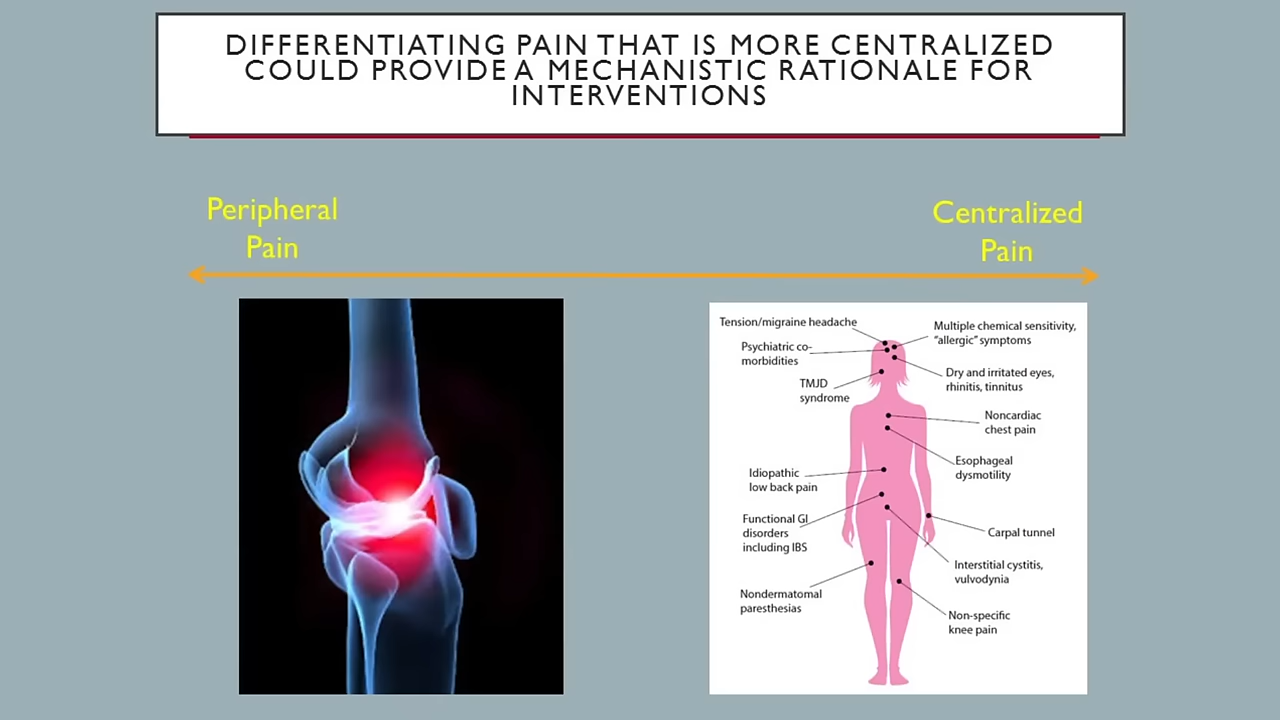 DIFFERENTIATING PAIN THAT IS MORE CENTRALIZED
COULD PROVIDE A MECHANISTIC RATIONALE FOR
INTERVENTIONS
Peripheral
Pain
Centralized
Pain
Tension/migraine headache
Psychiatric co-
morbidities
TMJD
syndrome
Idiopathic
low back pain
Functional GI
disorders
including IBS
Nondermatomal
paresthesias
Multiple chemical sensitivity,
"allergic" symptoms
Dry and irritated eyes,
rhinitis, tinnitus
Noncardiac
chest pain
Esophageal
dysmotility
Carpal tunnel
Interstitial cystitis,
vulvodynia
Non-specific
knee pain